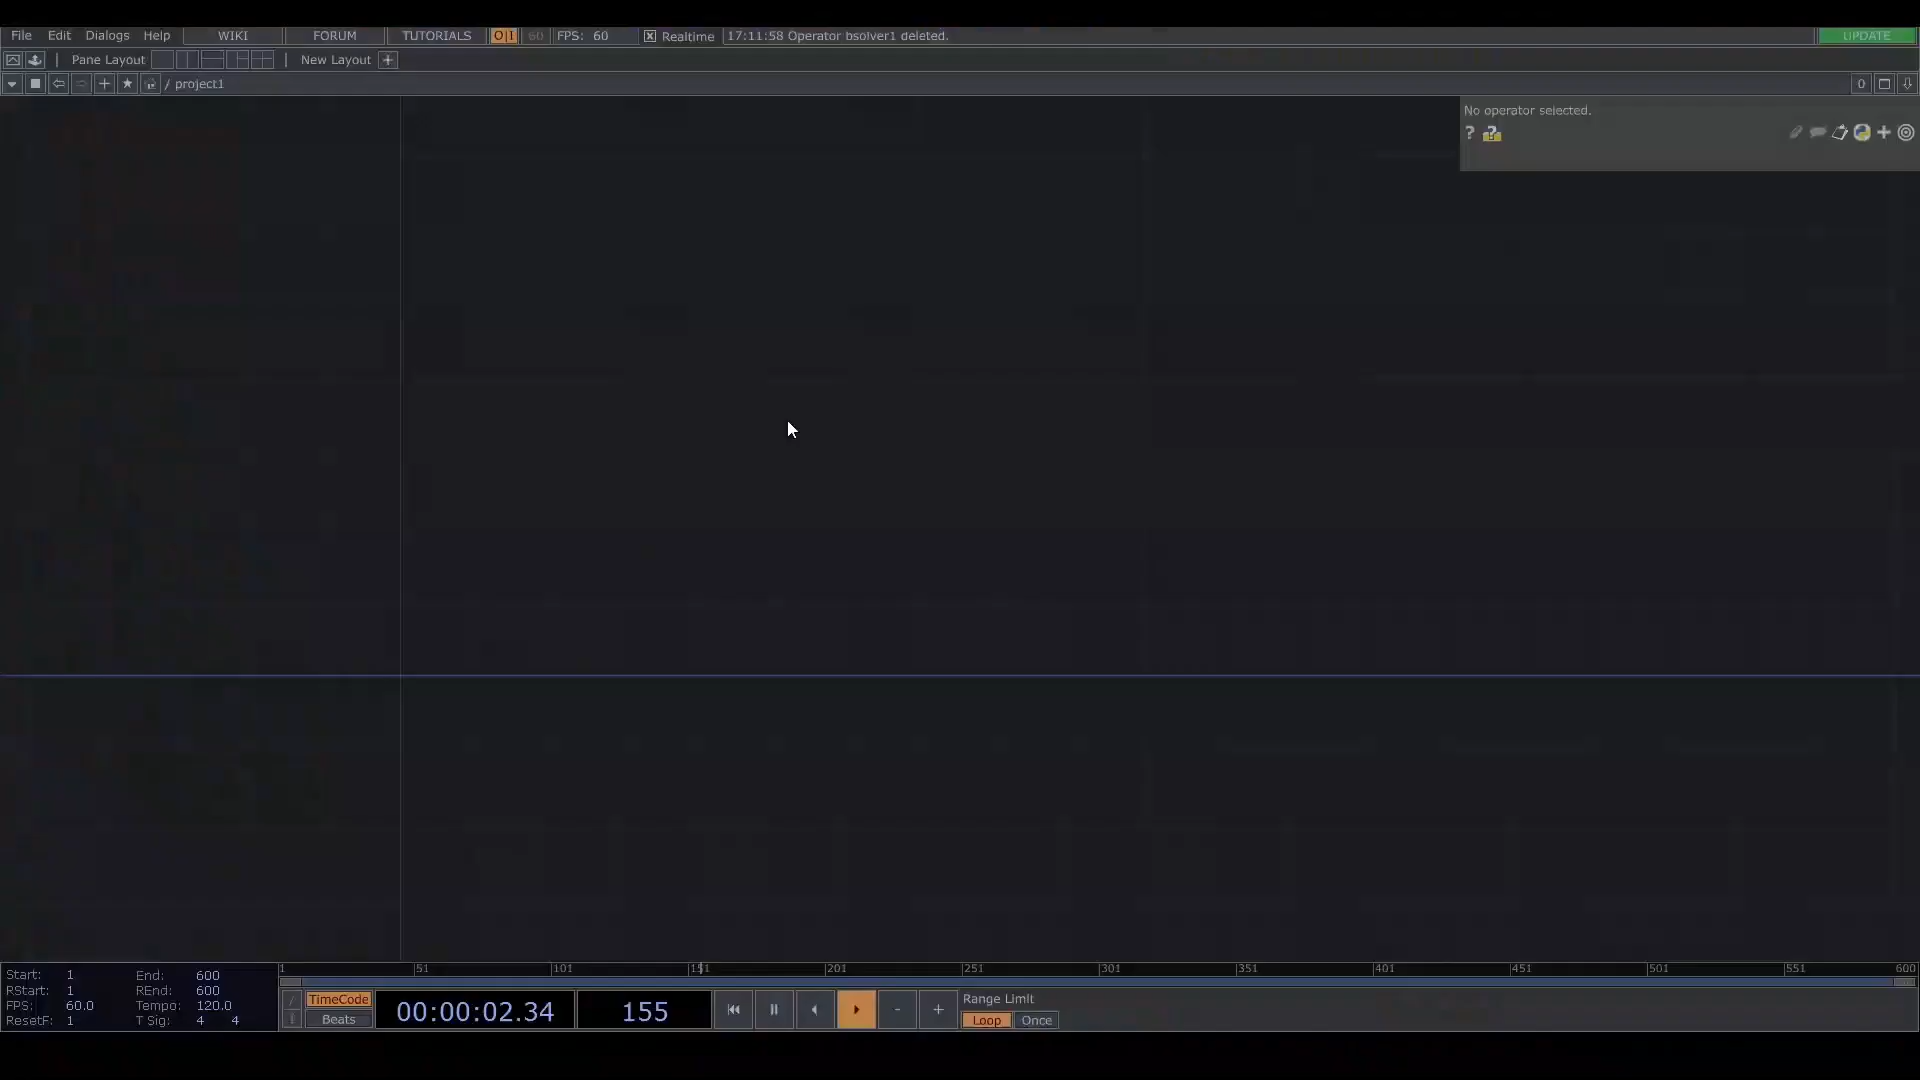 File Edit Dialogs Help WIKI FORUM TUTORIALS O|I 60 FPS: 60 Realtime 17:11:58 Operator bsolver1 deleted. UPDATE
Pane Layout New Layout +
/ project1 0
No operator selected.
1 51 101 151 201 251 301 351 401 451 501 551 600
Start: 1 End: 600
RStart: 1 REnd: 600
FPS: 60.0 Tempo: 120.0
ResetF: 1 T Sig: 4 4
TimeCode
Beats
00:00:02.34
155
Range Limit
Loop Once